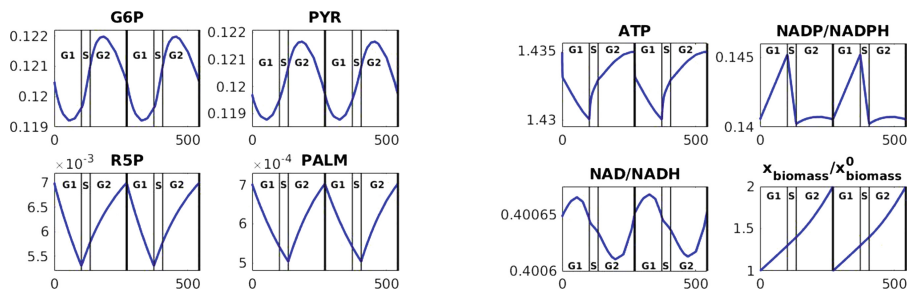 G6P
0.122
0.121
0.12
0.119
G1 S G2 G1 S G2
0 500
PYR
0.122
0.121
0.12
0.119
G1 S G2 G1 S G2
0 500
ATP
1.435
1.43
G1 S G2 G1 S G2
0 500
NADP/NADPH
0.145
0.14
G1 S G2 G1 S G2
0 500
R5P
×10⁻³
7
6.5
6
5.5
G1 S G2 G1 S G2
0 500
PALM
×10⁻⁴
7
6
5
4
G1 S G2 G1 S G2
0 500
NAD/NADH
0.40065
0.4006
G1 S G2 G1 S G2
0 500
x_biomass/x⁰_biomass
2
1.5
1
G1 S G2 G1 S G2
0 500